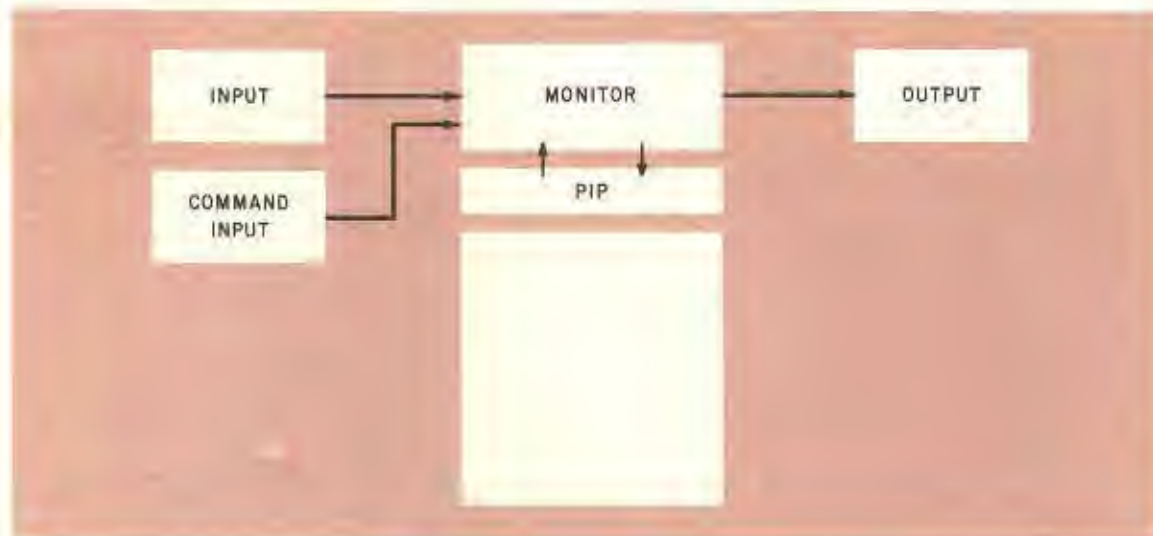 INPUT
MONITOR
OUTPUT
COMMAND
INPUT
PIP